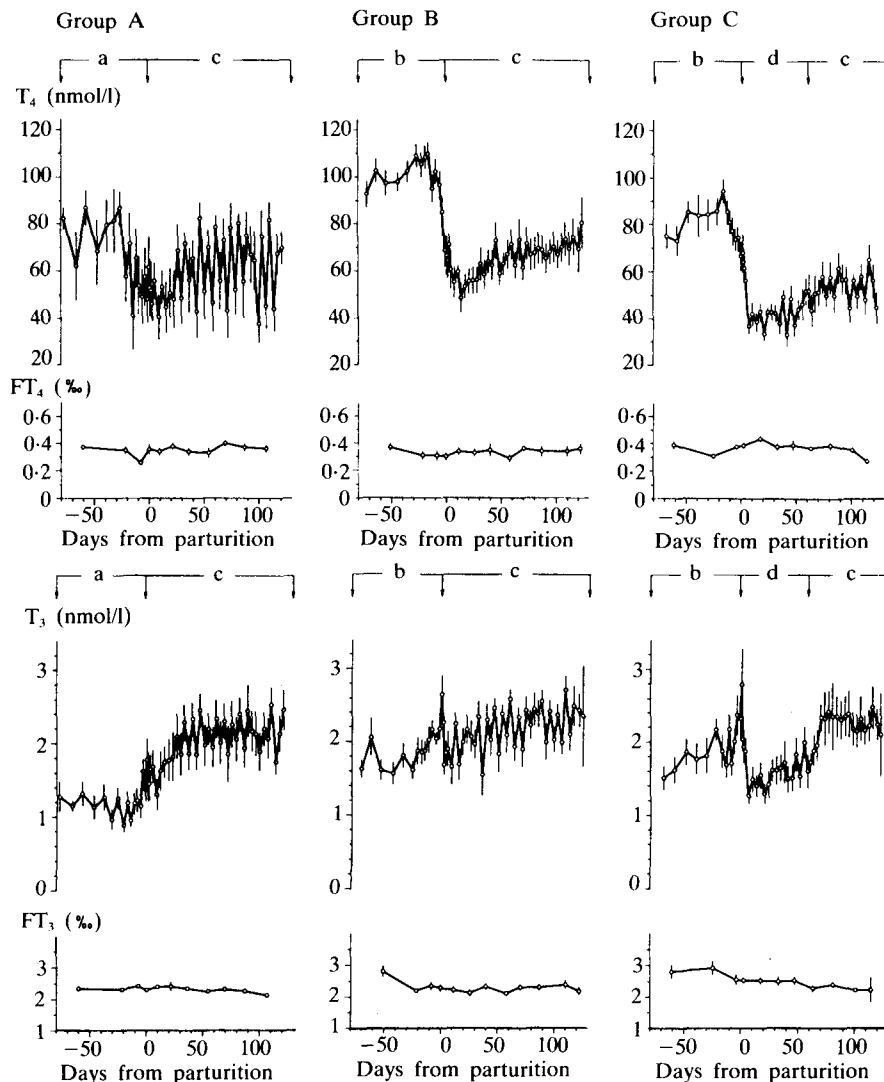 Group A Group B Group C
a c b c b d c
T₄ (nmol/l)
120 120 120
100 100 100
80 80 80
60 60 60
40 40 40
20 20 20
FT₄ (‰)
0·6 0·6 0·6
0·4 0·4 0·4
0·2 0·2 0·2
0 0 0
−50 0 50 100 −50 0 50 100 −50 0 50 100
Days from parturition Days from parturition Days from parturition
a c b c b d c
T₃ (nmol/l)
3 3 3
2 2 2
1 1 1
0 0 0
FT₃ (‰)
3 3 3
2 2 2
1 1 1
−50 0 50 100 −50 0 50 100 −50 0 50 100
Days from parturition Days from parturition Days from parturition